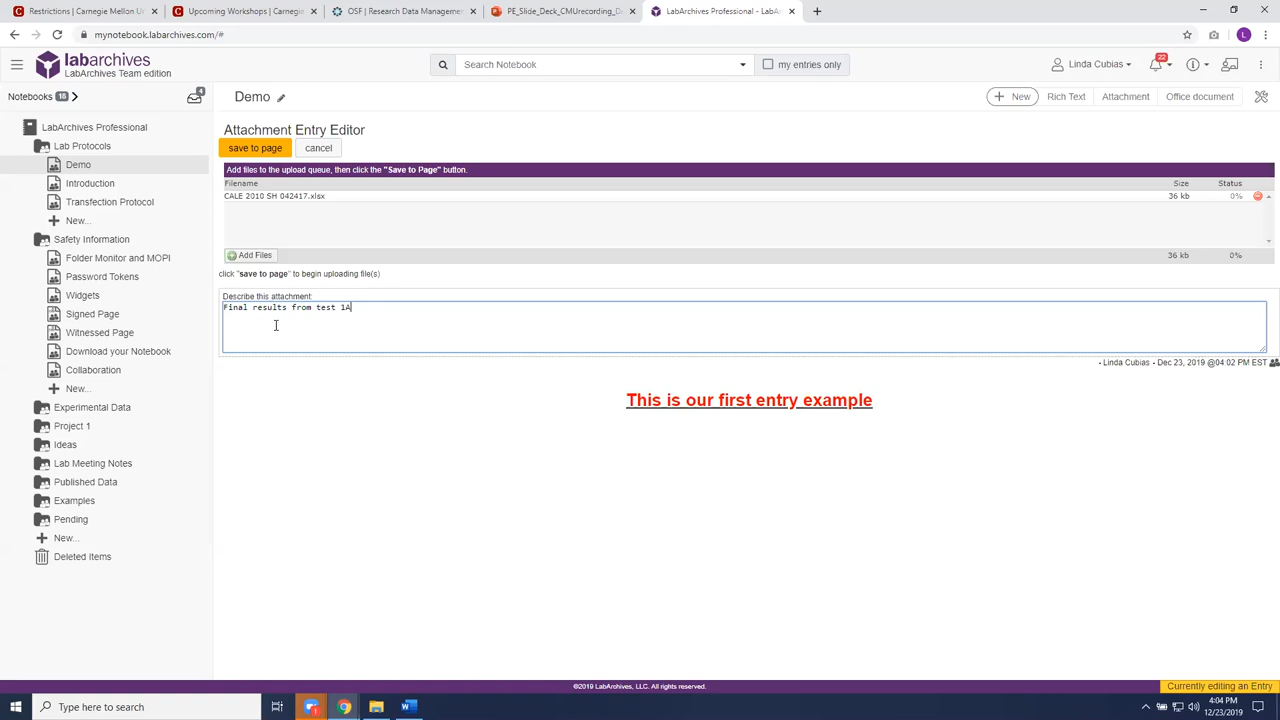 Restrictions | Carnegie Mellon Un
Upcoming Workshops | Carnegie
OSF | Research Data Managemen
PE_Slide_Deck_CMUrecording_De
LabArchives Professional - LabAr
mynotebook.labarchives.com/#
L
labarchives
LabArchives Team edition
Search Notebook
my entries only
Linda Cubias
22
Notebooks 15
4
Demo
New
Rich Text
Attachment
Office document
LabArchives Professional
Lab Protocols
Demo
Introduction
Transfection Protocol
New...
Safety Information
Folder Monitor and MOPI
Password Tokens
Widgets
Signed Page
Witnessed Page
Download your Notebook
Collaboration
New...
Experimental Data
Project 1
Ideas
Lab Meeting Notes
Published Data
Examples
Pending
New...
Deleted Items
Attachment Entry Editor
save to page
cancel
Add files to the upload queue, then click the "Save to Page" button.
Filename Size Status
CALE 2010 SH 042417.xlsx 36 kb 0%
Add Files 36 kb 0%
click "save to page" to begin uploading file(s)
Describe this attachment:
Final results from test 1A
• Linda Cubias • Dec 23, 2019 @04:02 PM EST
This is our first entry example
©2019 LabArchives, LLC. All rights reserved.
Currently editing an Entry
Type here to search
4:04 PM
12/23/2019